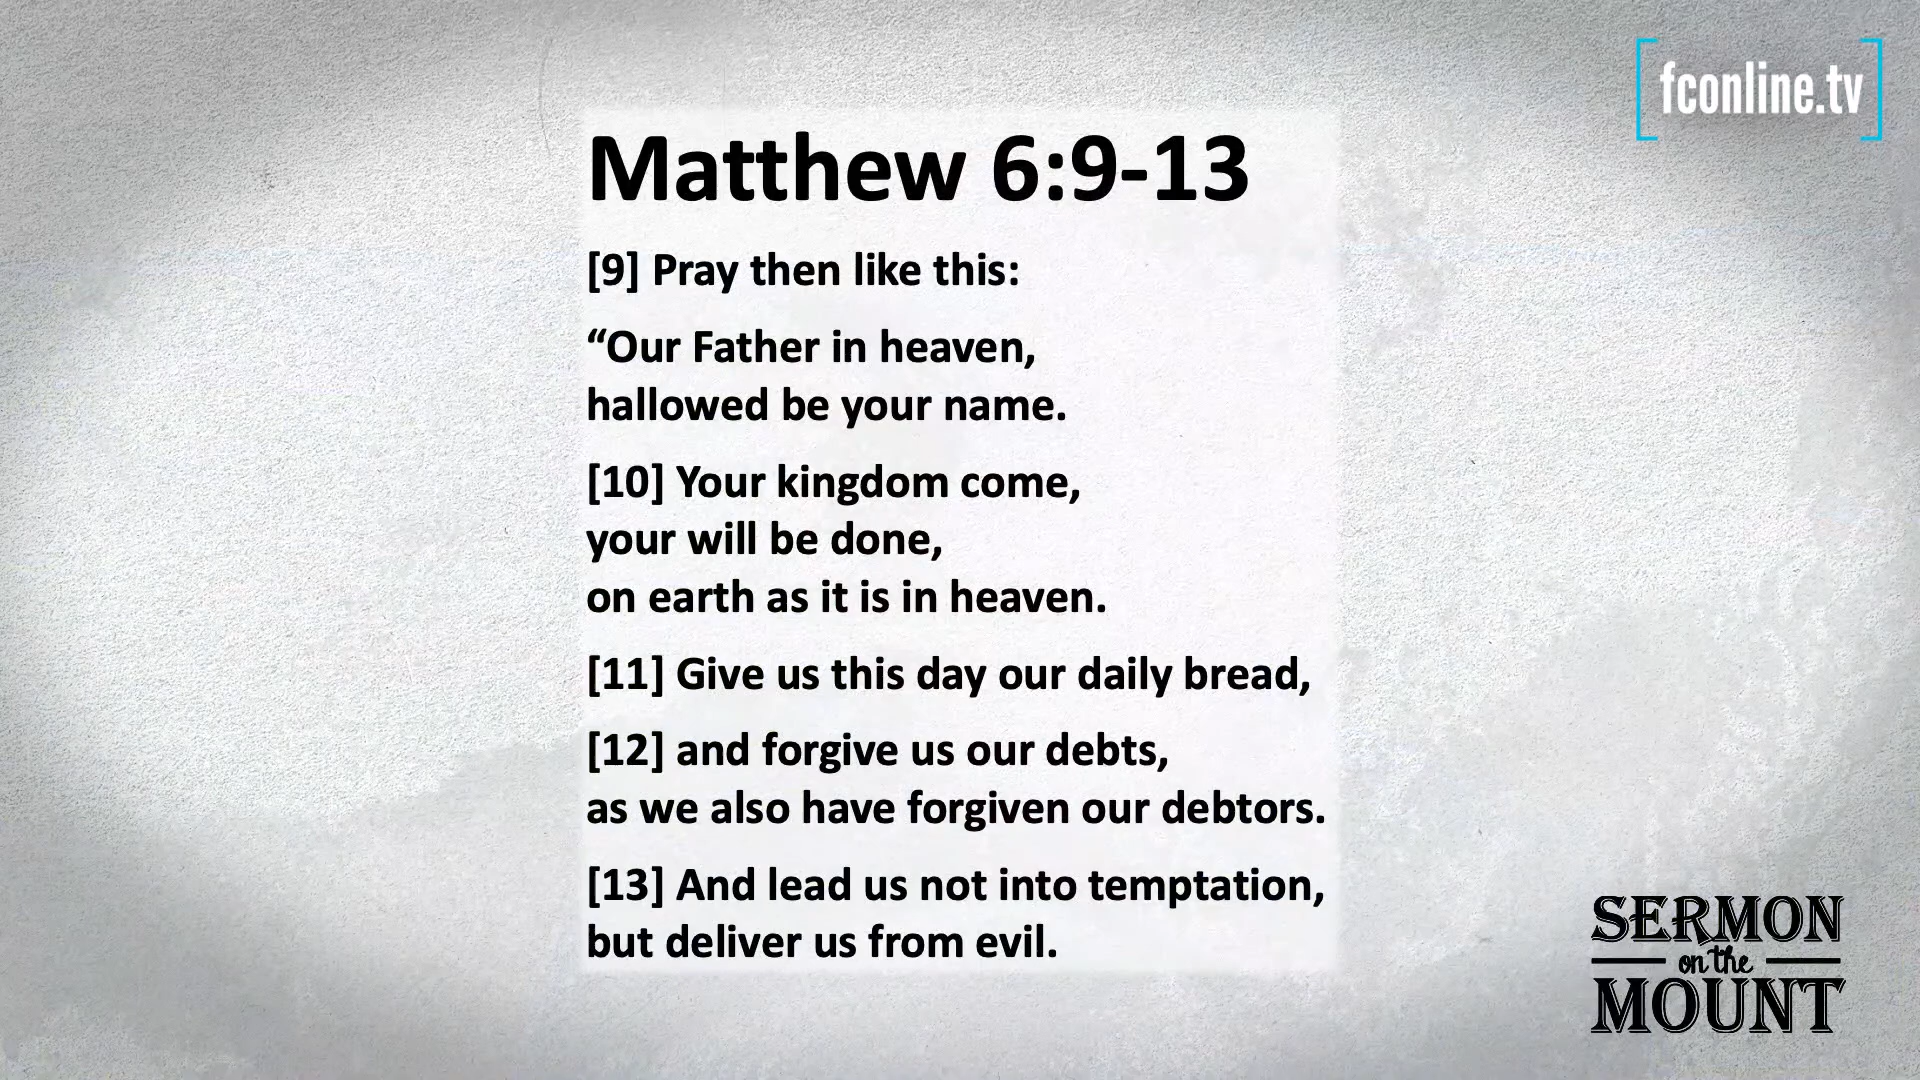 fconline.tv
Matthew 6:9-13
[9] Pray then like this:
“Our Father in heaven,
hallowed be your name.
[10] Your kingdom come,
your will be done,
on earth as it is in heaven.
[11] Give us this day our daily bread,
[12] and forgive us our debts,
as we also have forgiven our debtors.
[13] And lead us not into temptation,
but deliver us from evil.
SERMON
on the
MOUNT